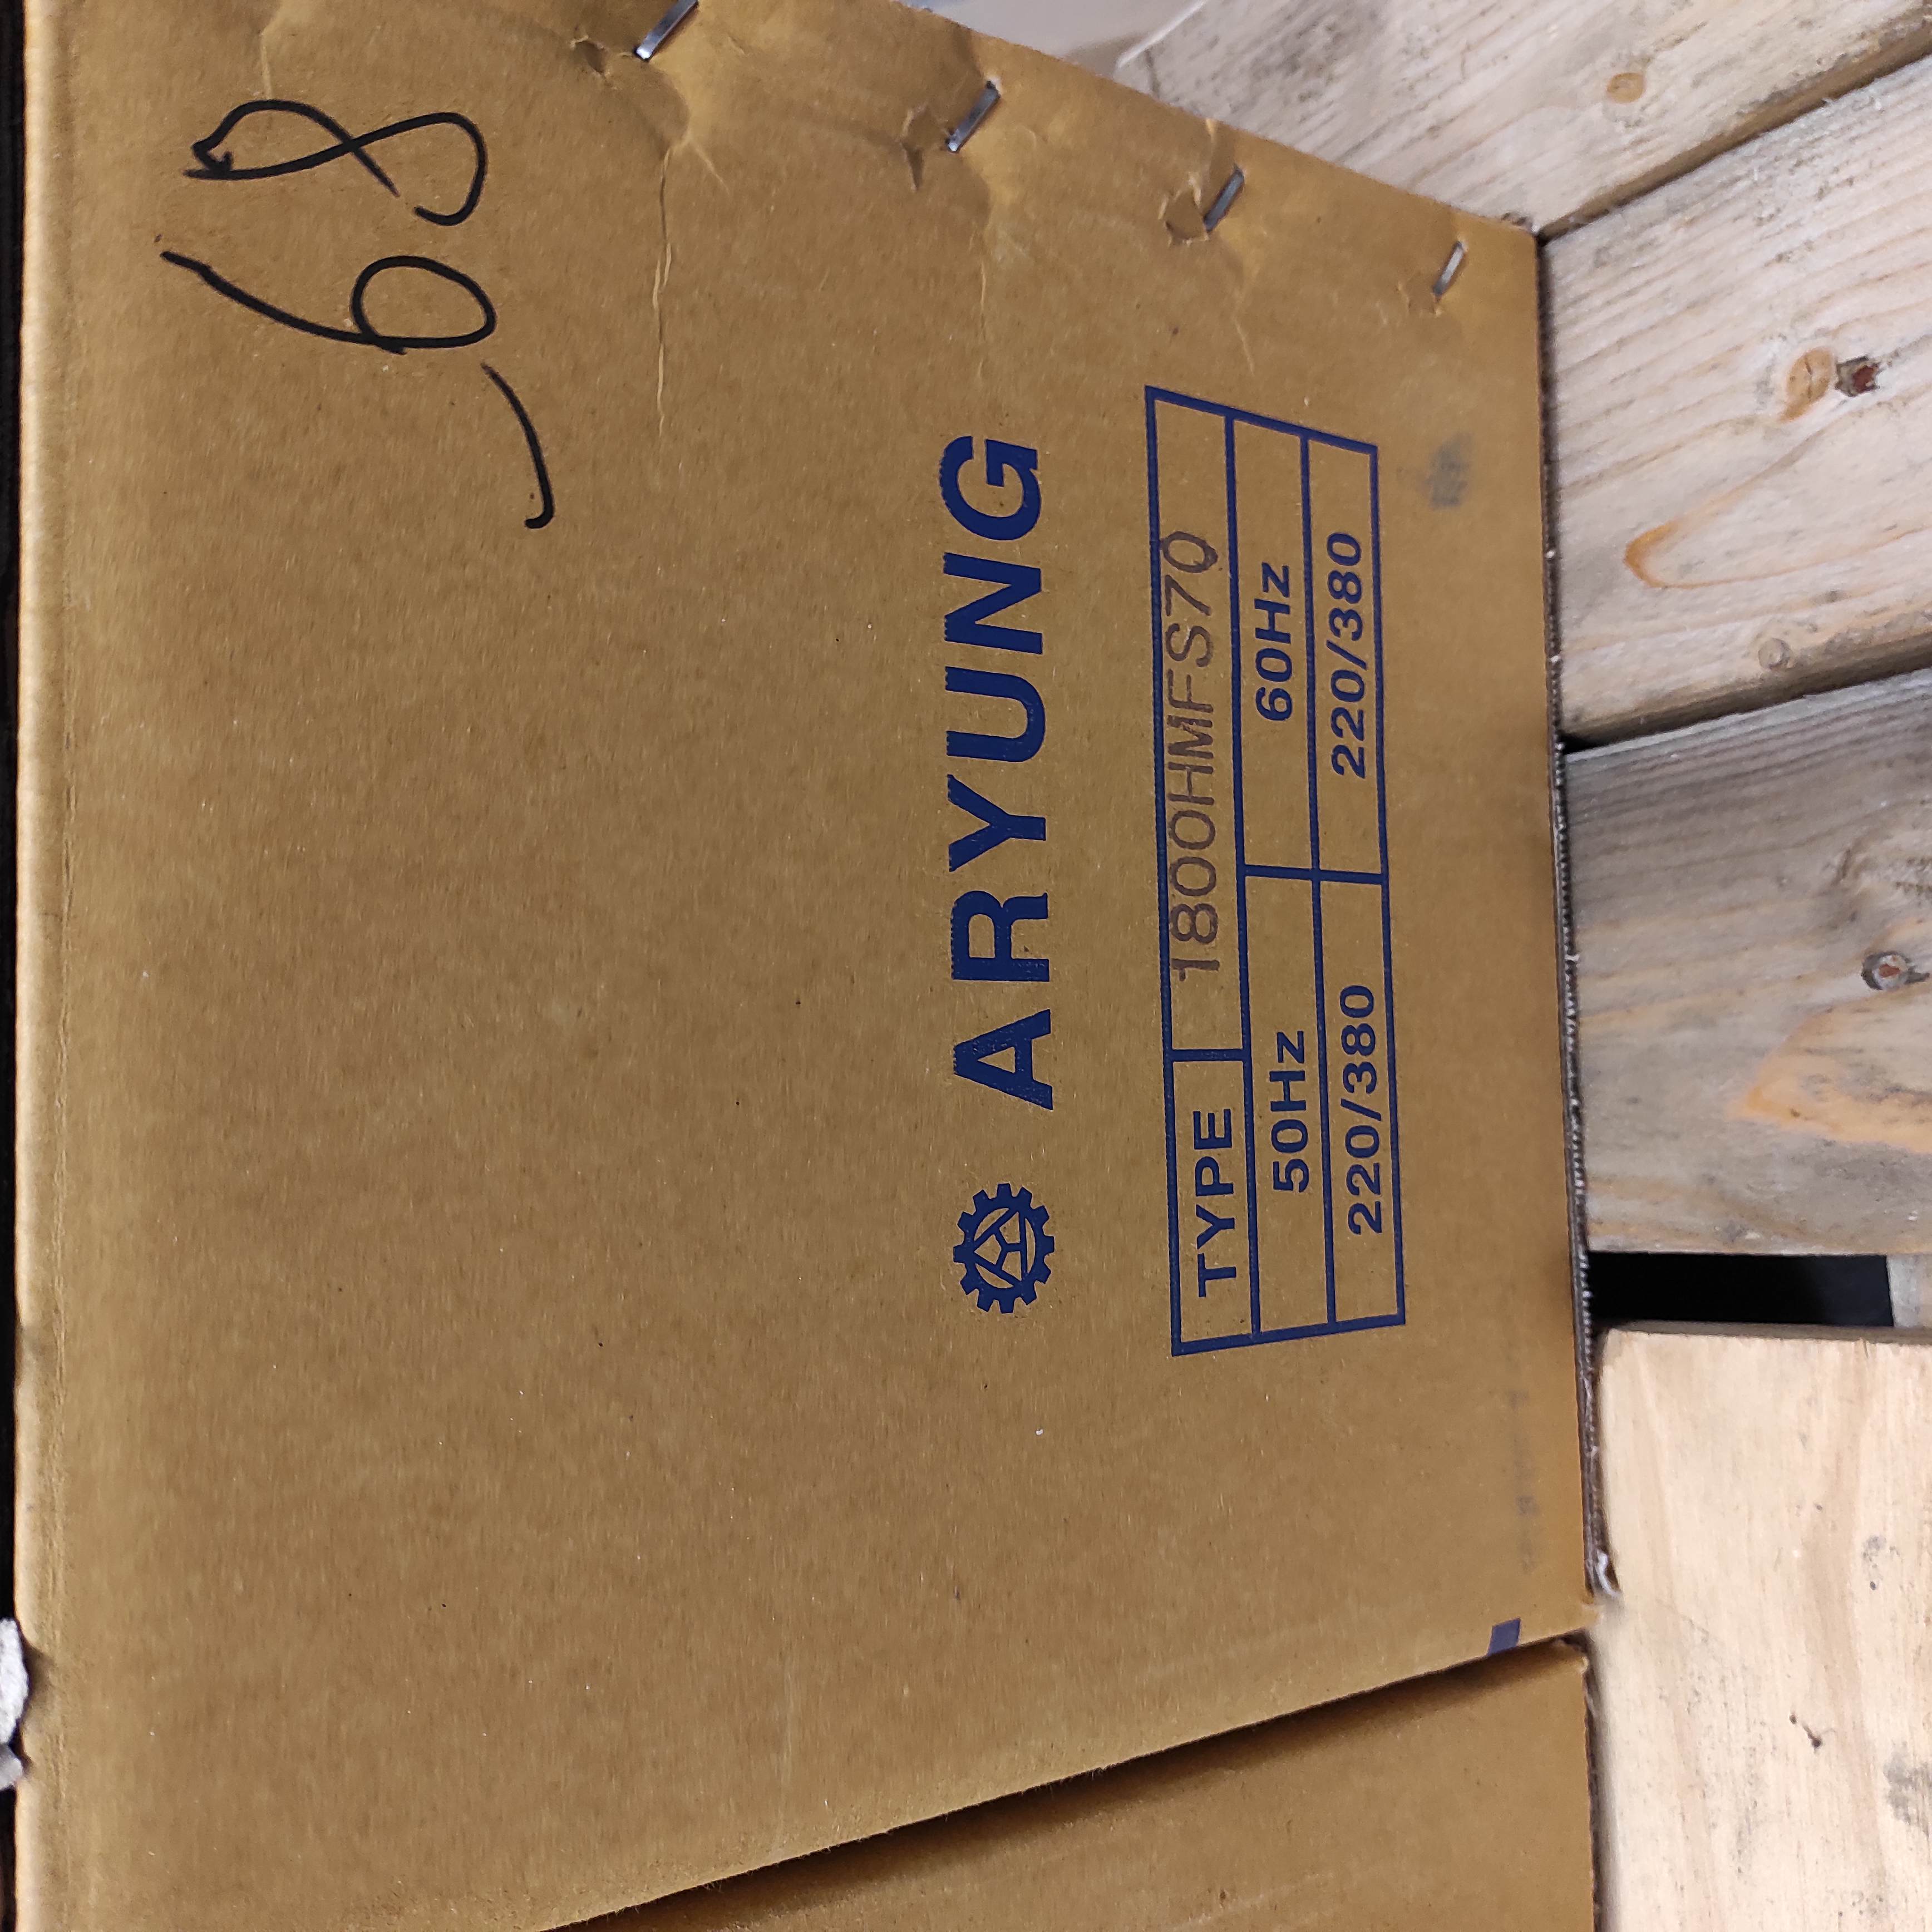 68
ARYUNG
TYPE 1800HMFS70
50Hz 60Hz
220/380 220/380